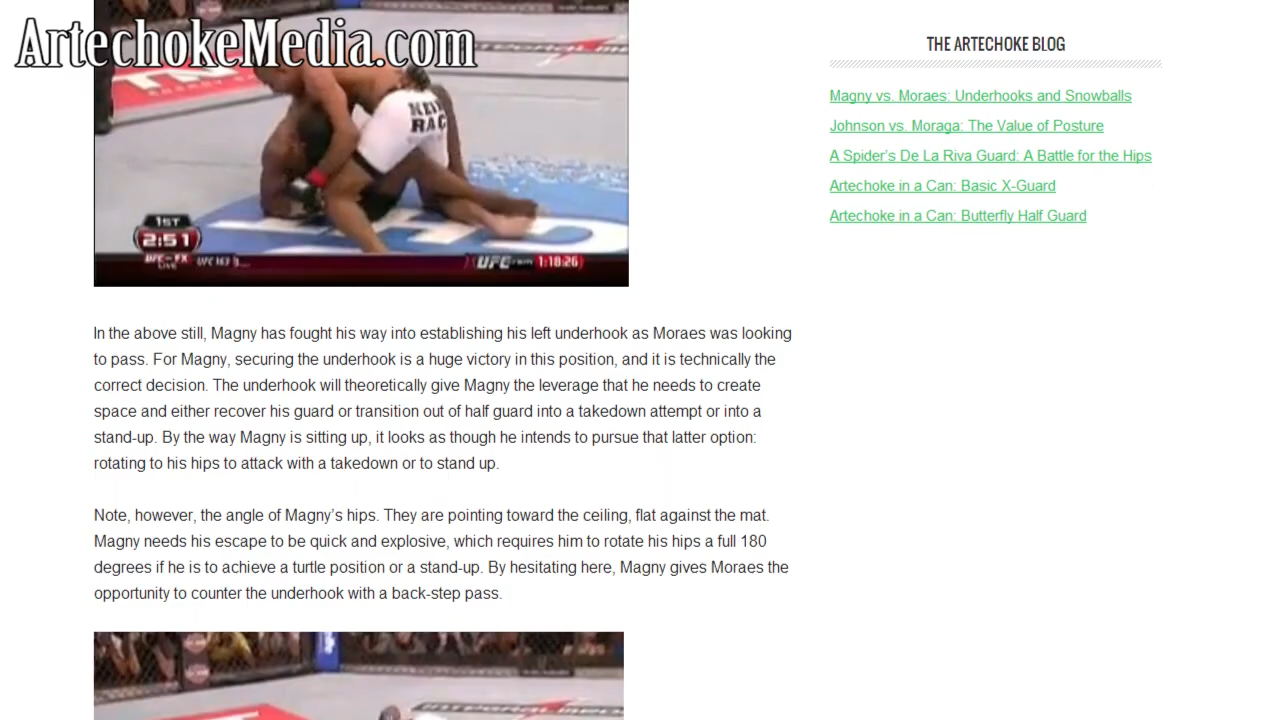 ArtechokeMedia.com
1ST
2:51
LIVE
UFC 163
UFC
1:18:26
In the above still, Magny has fought his way into establishing his left underhook as Moraes was looking
to pass. For Magny, securing the underhook is a huge victory in this position, and it is technically the
correct decision. The underhook will theoretically give Magny the leverage that he needs to create
space and either recover his guard or transition out of half guard into a takedown attempt or into a
stand-up. By the way Magny is sitting up, it looks as though he intends to pursue that latter option:
rotating to his hips to attack with a takedown or to stand up.
Note, however, the angle of Magny’s hips. They are pointing toward the ceiling, flat against the mat.
Magny needs his escape to be quick and explosive, which requires him to rotate his hips a full 180
degrees if he is to achieve a turtle position or a stand-up. By hesitating here, Magny gives Moraes the
opportunity to counter the underhook with a back-step pass.
THE ARTECHOKE BLOG
Magny vs. Moraes: Underhooks and Snowballs
Johnson vs. Moraga: The Value of Posture
A Spider’s De La Riva Guard: A Battle for the Hips
Artechoke in a Can: Basic X-Guard
Artechoke in a Can: Butterfly Half Guard